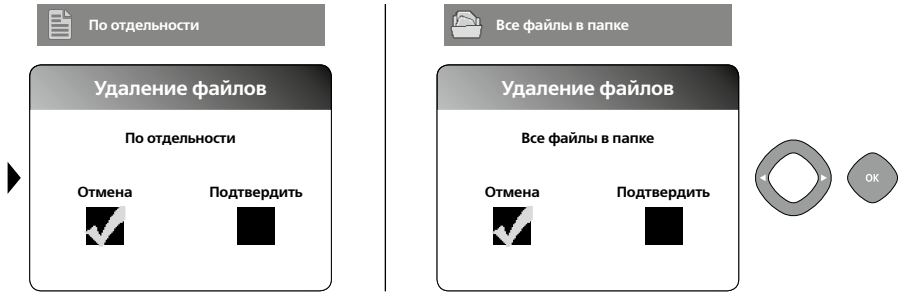 По отдельности
Удаление файлов
По отдельности
Отмена Подтвердить
Все файлы в папке
Удаление файлов
Все файлы в папке
Отмена Подтвердить
OK